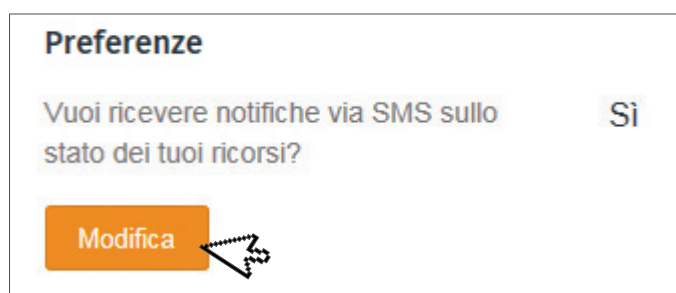 Preferenze
Vuoi ricevere notifiche via SMS sullo Sì
stato dei tuoi ricorsi?
Modifica